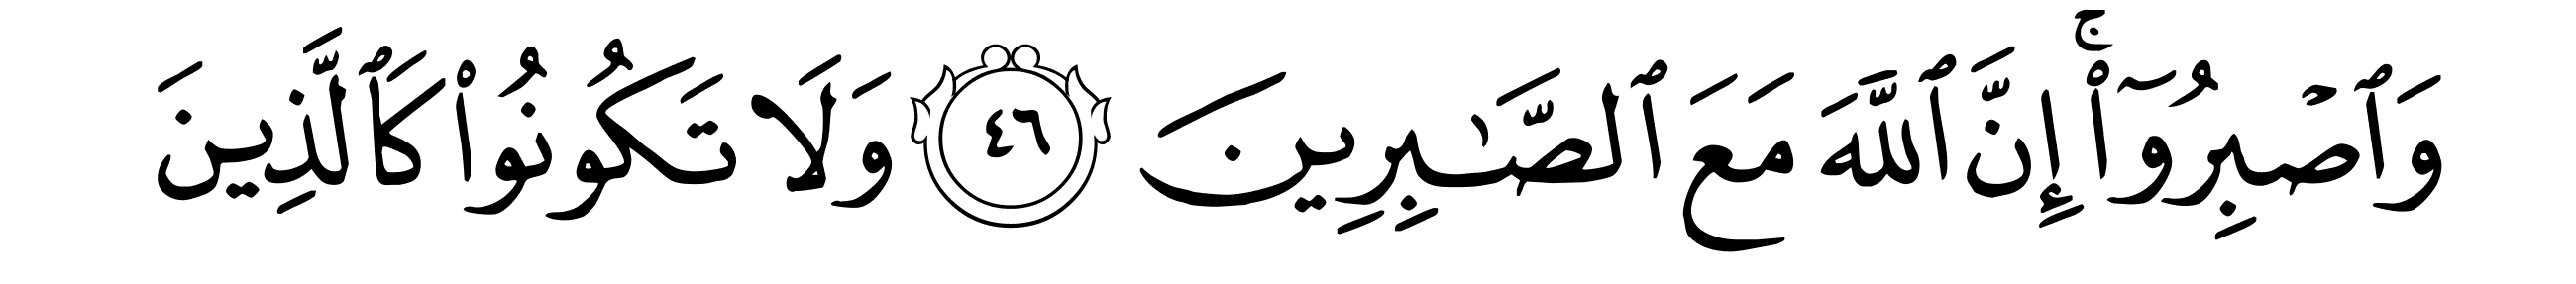 وَٱصْبِرُوٓا۟ ۚ إِنَّ ٱللَّهَ مَعَ ٱلصَّـٰبِرِينَ ٤٦ وَلَا تَكُونُوا۟ كَٱلَّذِينَ